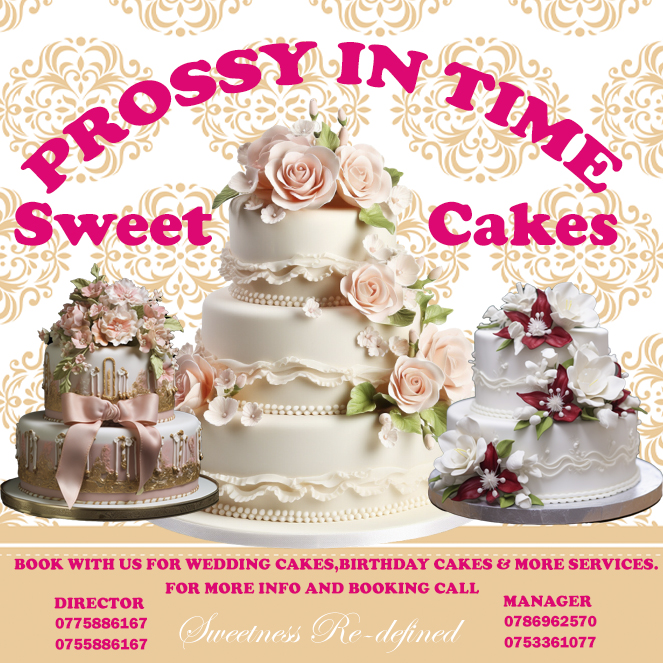 PROSSY IN TIME
Sweet Cakes
BOOK WITH US FOR WEDDING CAKES,BIRTHDAY CAKES & MORE SERVICES.
FOR MORE INFO AND BOOKING CALL
DIRECTOR
0775886167
0755886167
Sweetness Re-defined
MANAGER
0786962570
0753361077